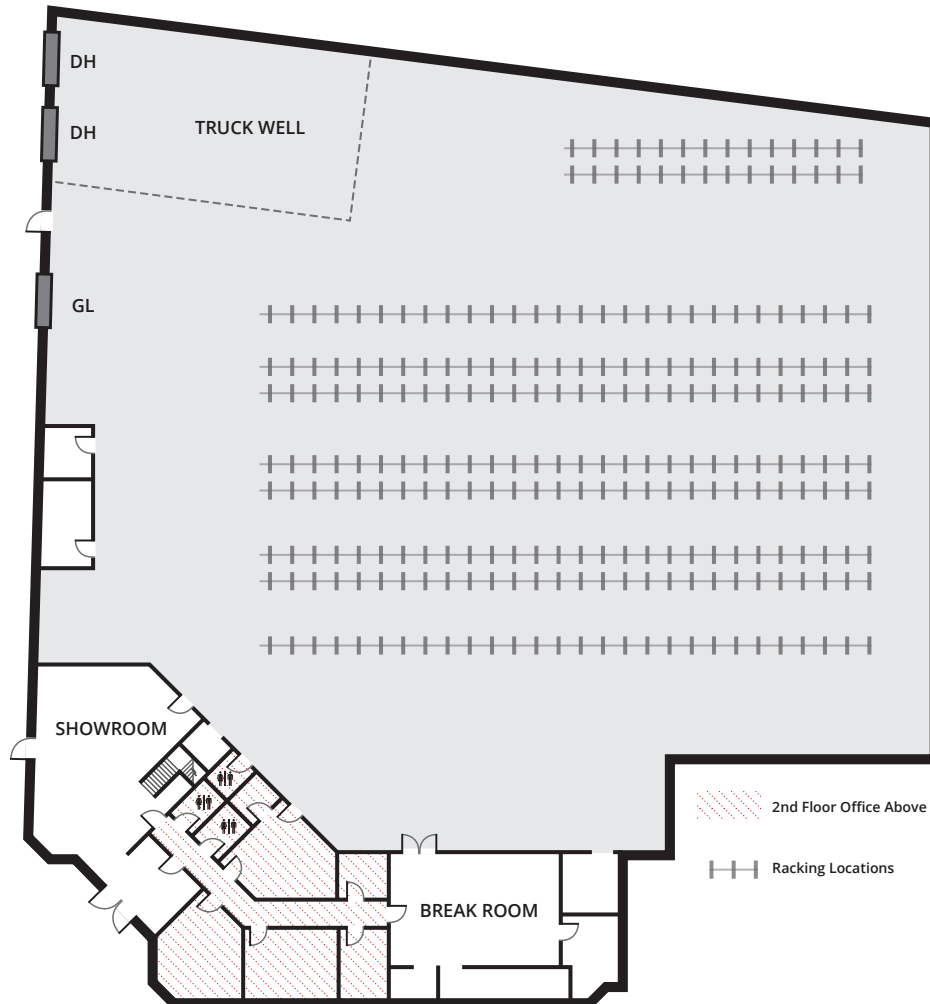 DH
DH
TRUCK WELL
GL
SHOWROOM
2nd Floor Office Above
Racking Locations
BREAK ROOM